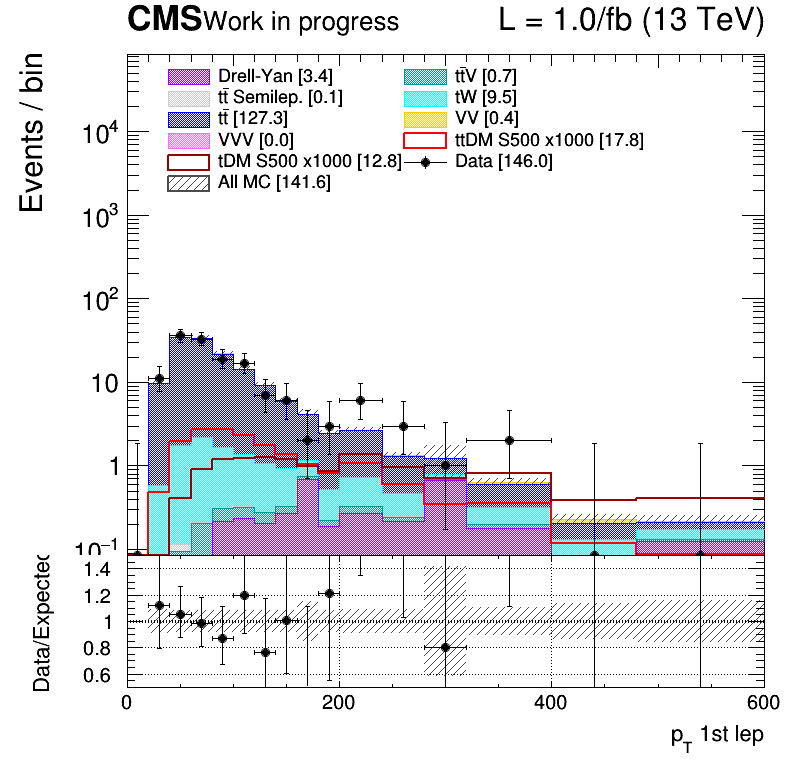 CMS Work in progress L = 1.0/fb (13 TeV)
Drell-Yan [3.4] tt̄V [0.7]
tt̄ Semilep. [0.1] tW [9.5]
tt̄ [127.3] VV [0.4]
VVV [0.0] ttDM S500 x1000 [17.8]
tDM S500 x1000 [12.8] Data [146.0]
All MC [141.6]
Events / bin
10⁴
10³
10²
10
1
10⁻¹
Data/Expected
1.4
1.2
1
0.8
0.6
0 200 400 600
p_T 1st lep